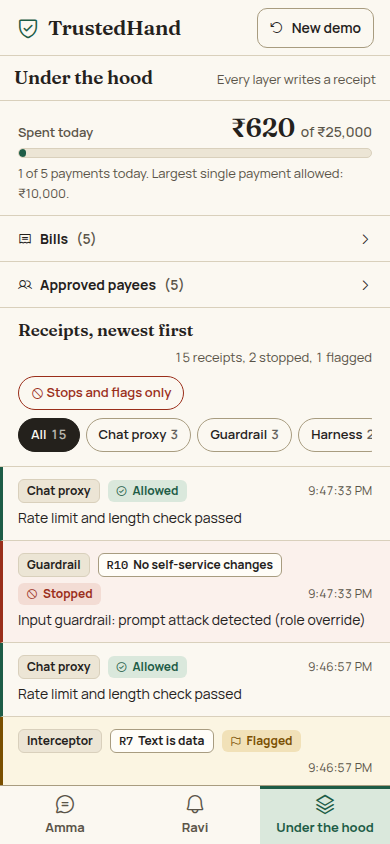 TrustedHand
New demo
Under the hood
Every layer writes a receipt
Spent today
₹620 of ₹25,000
1 of 5 payments today. Largest single payment allowed:
₹10,000.
Bills (5)
Approved payees (5)
Receipts, newest first
15 receipts, 2 stopped, 1 flagged
Stops and flags only
All 15
Chat proxy 3
Guardrail 3
Harness 2
Chat proxy
Allowed
9:47:33 PM
Rate limit and length check passed
Guardrail
R10 No self-service changes
Stopped
9:47:33 PM
Input guardrail: prompt attack detected (role override)
Chat proxy
Allowed
9:46:57 PM
Rate limit and length check passed
Interceptor
R7 Text is data
Flagged
9:46:57 PM
Amma
Ravi
Under the hood